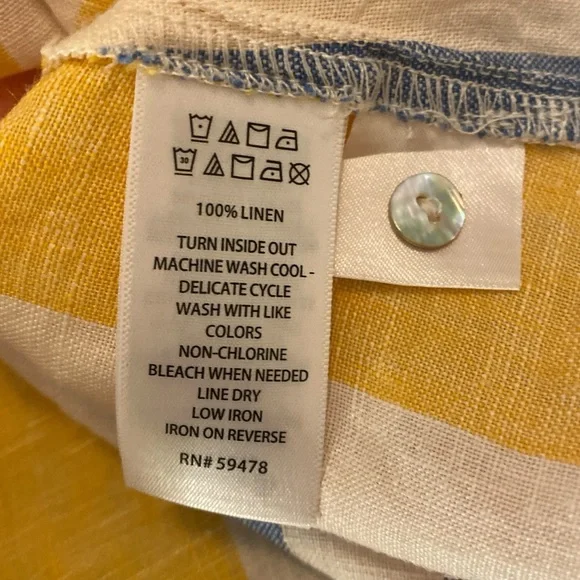 30
100% LINEN
TURN INSIDE OUT
MACHINE WASH COOL -
DELICATE CYCLE
WASH WITH LIKE
COLORS
NON-CHLORINE
BLEACH WHEN NEEDED
LINE DRY
LOW IRON
IRON ON REVERSE
RN# 59478